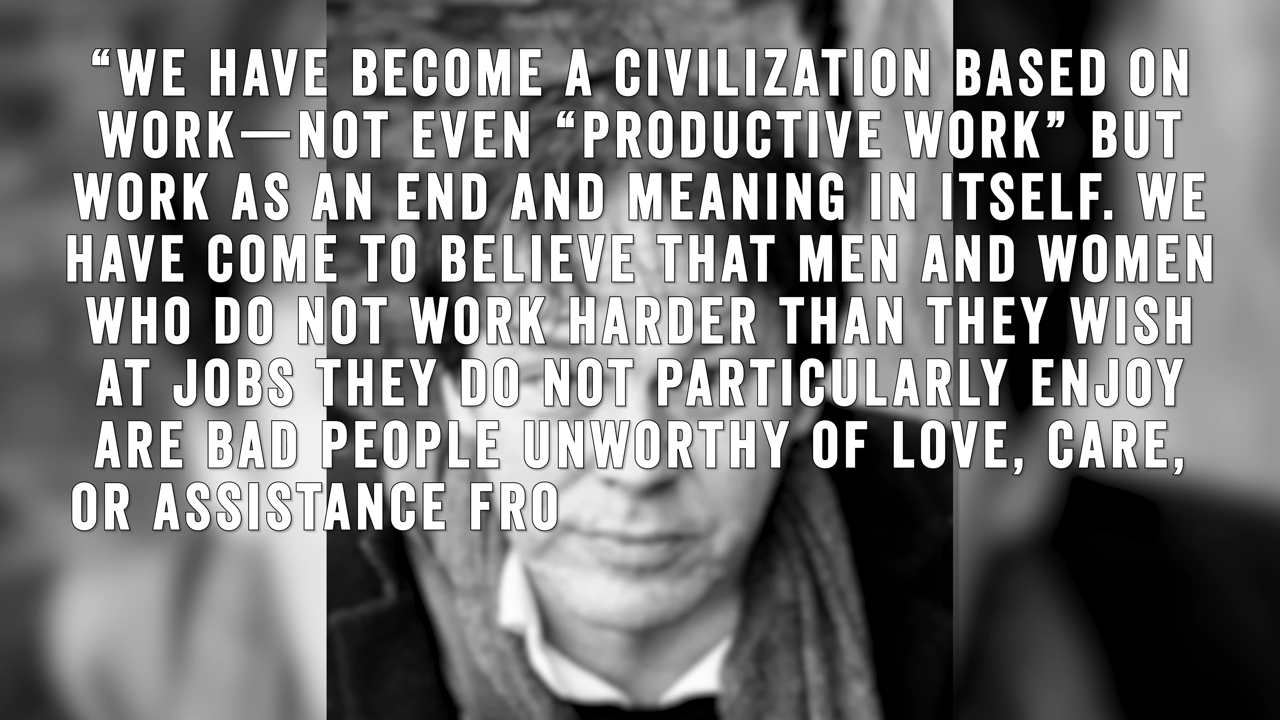 “WE HAVE BECOME A CIVILIZATION BASED ON
WORK—NOT EVEN “PRODUCTIVE WORK” BUT
WORK AS AN END AND MEANING IN ITSELF. WE
HAVE COME TO BELIEVE THAT MEN AND WOMEN
WHO DO NOT WORK HARDER THAN THEY WISH
AT JOBS THEY DO NOT PARTICULARLY ENJOY
ARE BAD PEOPLE UNWORTHY OF LOVE, CARE,
OR ASSISTANCE FRO